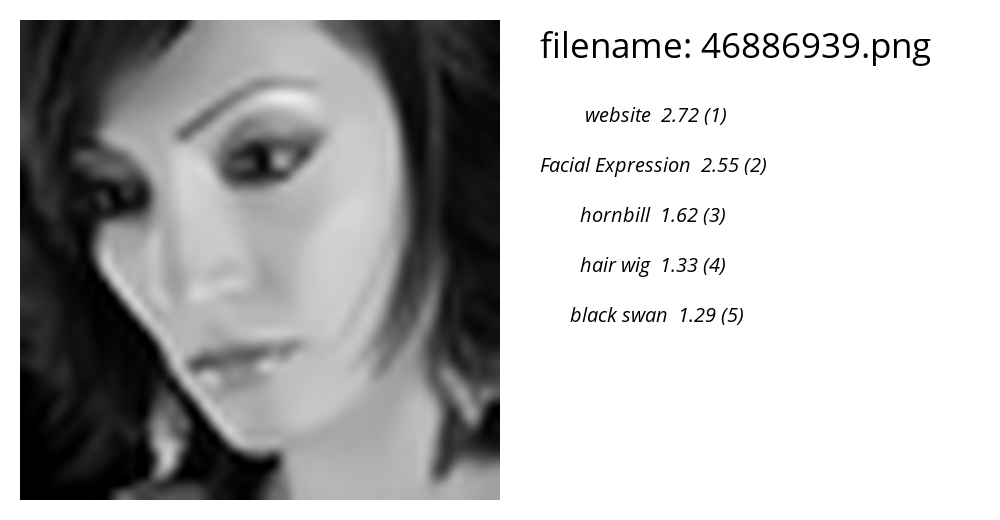 filename: 46886939.png
website 2.72 (1)
Facial Expression 2.55 (2)
hornbill 1.62 (3)
hair wig 1.33 (4)
black swan 1.29 (5)